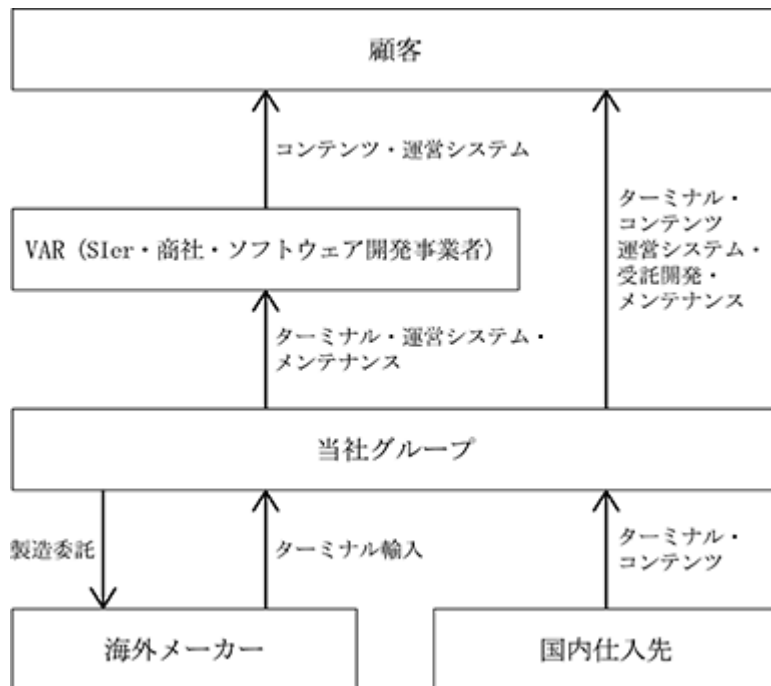 顧客
コンテンツ・運営システム
ターミナル・
コンテンツ
運営システム・
受託開発・
メンテナンス
VAR（SIer・商社・ソフトウェア開発事業者）
ターミナル・運営システム・
メンテナンス
当社グループ
製造委託
ターミナル輸入
ターミナル・
コンテンツ
海外メーカー
国内仕入先